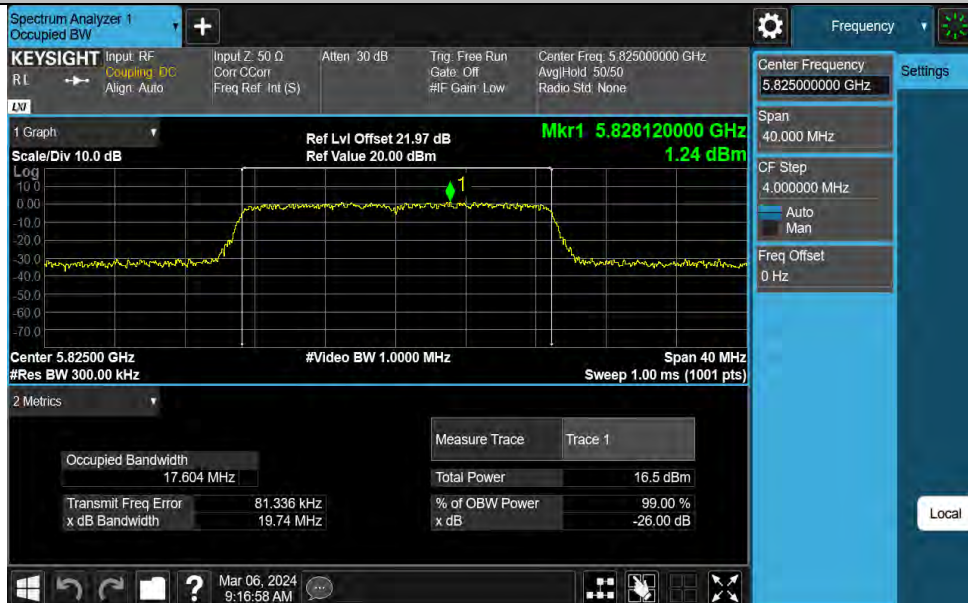 Spectrum Analyzer 1
Occupied BW
+
Frequency
KEYSIGHT
Input: RF
Input Z: 50 Ω
Atten: 30 dB
Trig: Free Run
Center Freq: 5.825000000 GHz
Coupling: DC
Corr CCorr
Gate: Off
Avg|Hold: 50/50
Align: Auto
Freq Ref: Int (S)
#IF Gain: Low
Radio Std: None
LXI
Center Frequency
5.825000000 GHz
Settings
Span
40.000 MHz
CF Step
4.000000 MHz
Auto
Man
Freq Offset
0 Hz
1 Graph
Ref Lvl Offset 21.97 dB
Mkr1 5.828120000 GHz
Scale/Div 10.0 dB
Ref Value 20.00 dBm
1.24 dBm
Log
10.0
0.00
-10.0
-20.0
-30.0
-40.0
-50.0
-60.0
-70.0
1
Center 5.82500 GHz
#Video BW 1.0000 MHz
Span 40 MHz
#Res BW 300.00 kHz
Sweep 1.00 ms (1001 pts)
2 Metrics
Measure Trace
Trace 1
Occupied Bandwidth
17.604 MHz
Total Power
16.5 dBm
Transmit Freq Error
81.336 kHz
% of OBW Power
99.00 %
x dB Bandwidth
19.74 MHz
x dB
-26.00 dB
Local
?
Mar 06, 2024
9:16:58 AM